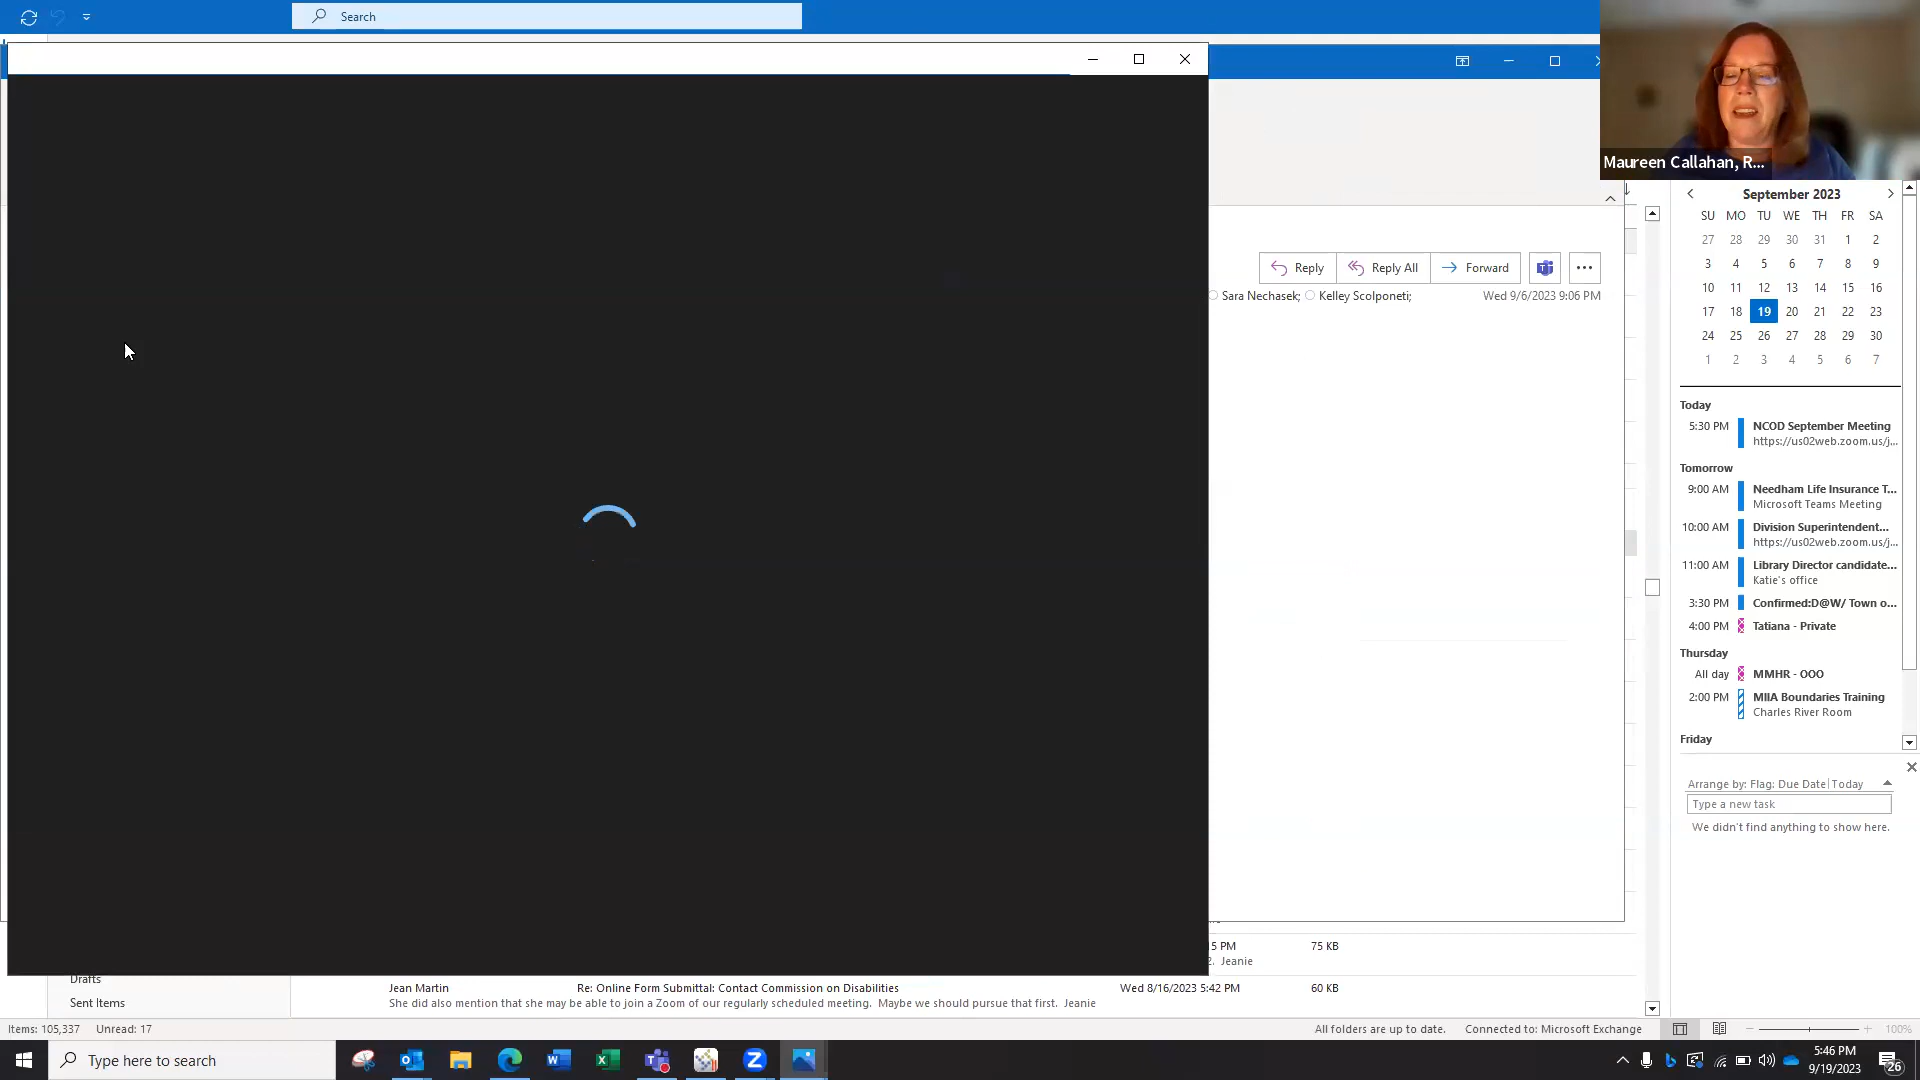 Search
Maureen Callahan, R...
September 2023
SU MO TU WE TH FR SA
27 28 29 30 31 1 2
3 4 5 6 7 8 9
10 11 12 13 14 15 16
17 18 19 20 21 22 23
24 25 26 27 28 29 30
1 2 3 4 5 6 7
Reply
Reply All
Forward
Sara Nechasek; Kelley Scolponeti;
Wed 9/6/2023 9:06 PM
Today
5:30 PM NCOD September Meeting
https://us02web.zoom.us/j...
Tomorrow
9:00 AM Needham Life Insurance T...
Microsoft Teams Meeting
10:00 AM Division Superintendent...
https://us02web.zoom.us/j...
11:00 AM Library Director candidate...
Katie's office
3:30 PM Confirmed:D@W/ Town o...
4:00 PM Tatiana - Private
Thursday
All day MMHR - OOO
2:00 PM MIIA Boundaries Training
Charles River Room
Friday
Arrange by: Flag: Due Date Today
Type a new task
We didn't find anything to show here.
15 PM 75 KB
2. Jeanie
Drafts
Sent Items
Jean Martin Re: Online Form Submittal: Contact Commission on Disabilities Wed 8/16/2023 5:42 PM 60 KB
She did also mention that she may be able to join a Zoom of our regularly scheduled meeting. Maybe we should pursue that first. Jeanie
Items: 105,337 Unread: 17
All folders are up to date. Connected to: Microsoft Exchange
100%
Type here to search
5:46 PM
9/19/2023
26